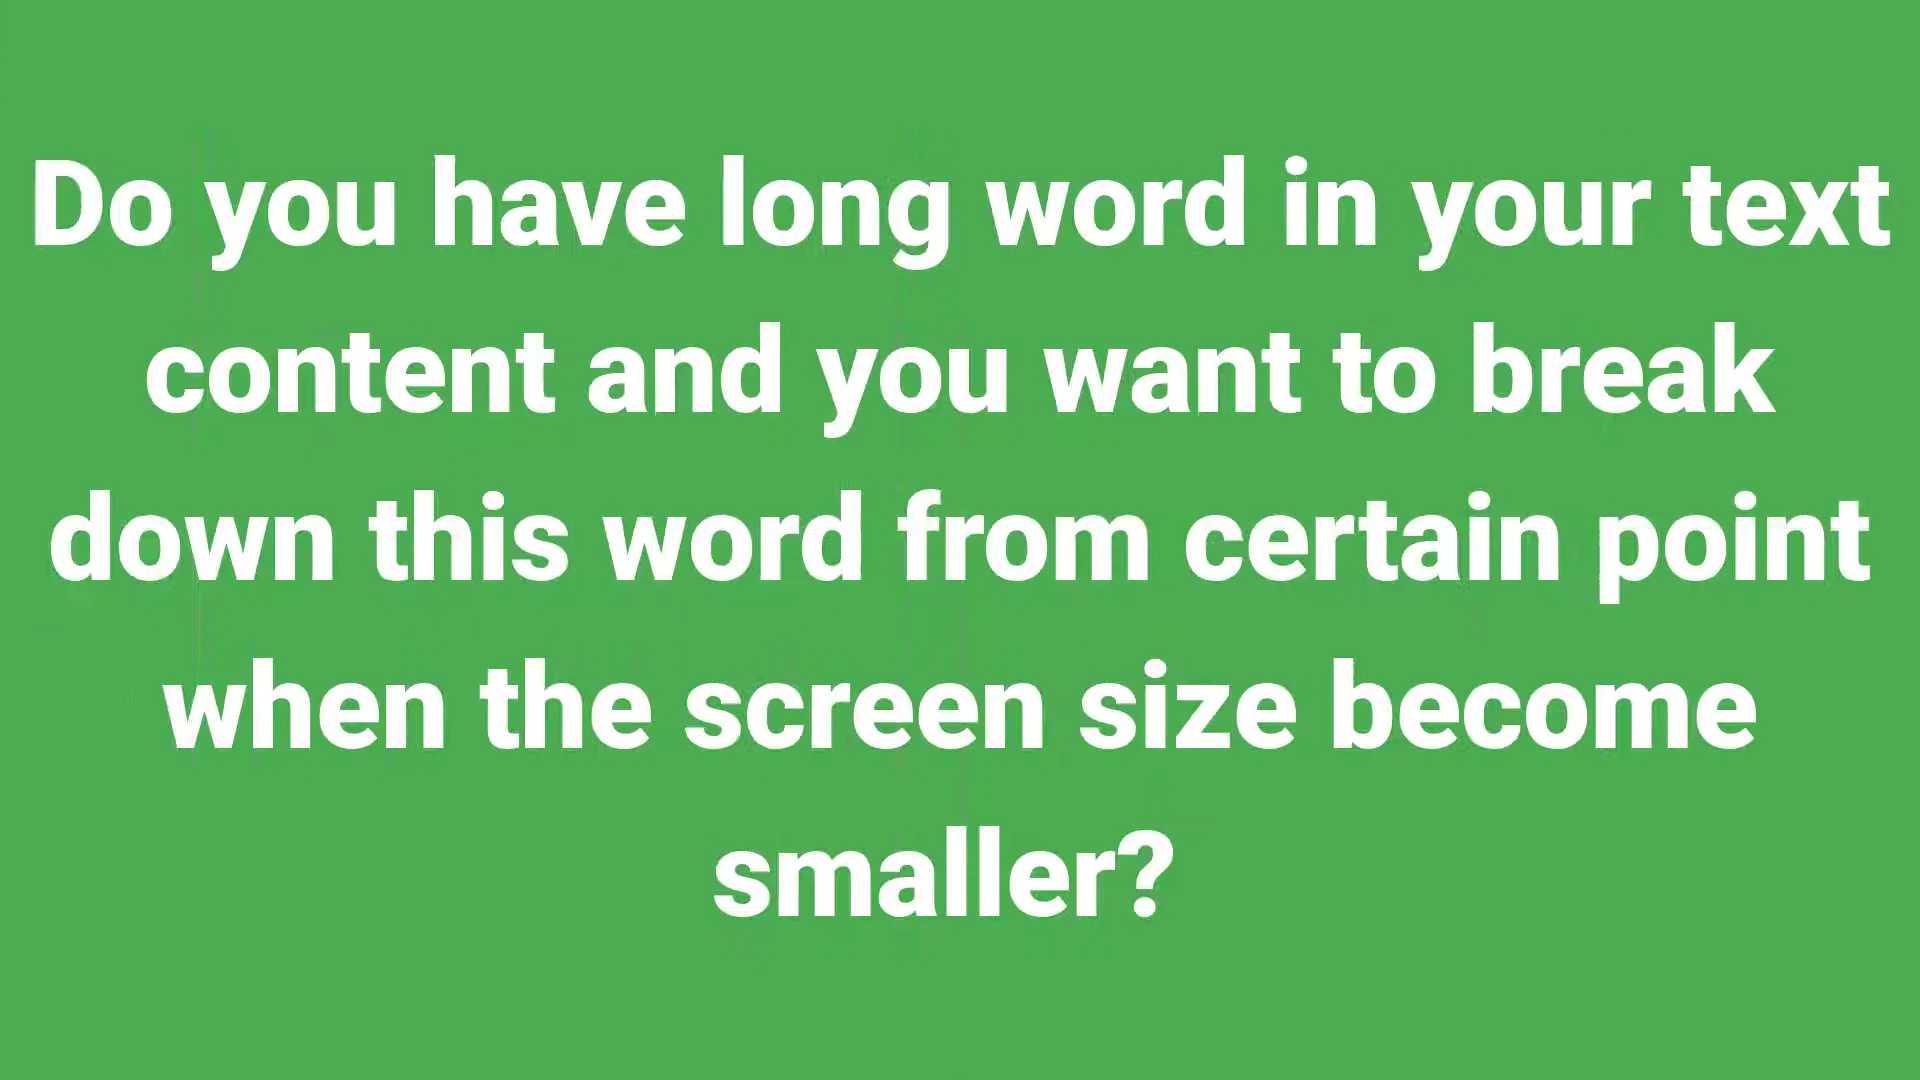 Do you have long word in your text
content and you want to break
down this word from certain point
when the screen size become
smaller?